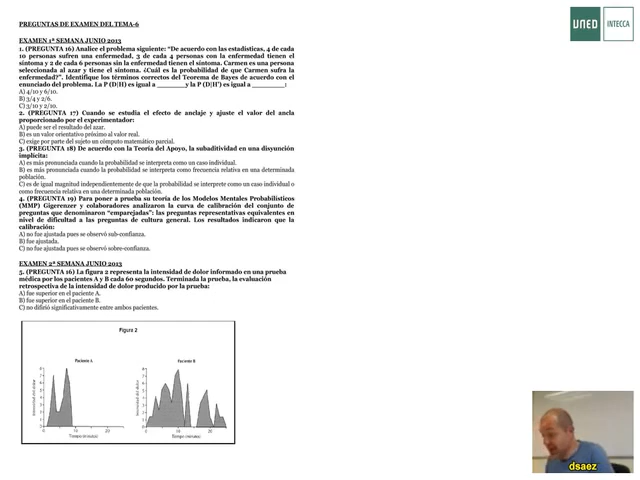 PREGUNTAS DE EXAMEN DEL TEMA-6
UNED
INTECCA
EXAMEN 1ª SEMANA JUNIO 2013
1. (PREGUNTA 16) Analice el problema siguiente: “De acuerdo con las estadísticas, 4 de cada
10 personas sufren una enfermedad, 3 de cada 4 personas con la enfermedad tienen el
síntoma y 2 de cada 6 personas sin la enfermedad tienen el síntoma. Carmen es una persona
seleccionada al azar y tiene el síntoma. ¿Cuál es la probabilidad de que Carmen sufra la
enfermedad?”. Identifique los términos correctos del Teorema de Bayes de acuerdo con el
enunciado del problema. La P (D|H) es igual a ________y la P (D|H’) es igual a _________:
A) 4/10 y 6/10.
B) 3/4 y 2/6.
C) 3/10 y 2/10.
2. (PREGUNTA 17) Cuando se estudia el efecto de anclaje y ajuste el valor del ancla
proporcionado por el experimentador:
A) puede ser el resultado del azar.
B) es un valor orientativo próximo al valor real.
C) exige por parte del sujeto un cómputo matemático parcial.
3. (PREGUNTA 18) De acuerdo con la Teoría del Apoyo, la subaditividad en una disyunción
implícita:
A) es más pronunciada cuando la probabilidad se interpreta como un caso individual.
B) es más pronunciada cuando la probabilidad se interpreta como frecuencia relativa en una determinada
población.
C) es de igual magnitud independientemente de que la probabilidad se interprete como un caso individual o
como frecuencia relativa en una determinada población.
4. (PREGUNTA 19) Para poner a prueba su teoría de los Modelos Mentales Probabilísticos
(MMP) Gigerenzer y colaboradores analizaron la curva de calibración del conjunto de
preguntas que denominaron “emparejadas”: las preguntas representativas equivalentes en
nivel de dificultad a las preguntas de cultura general. Los resultados indicaron que la
calibración:
A) no fue ajustada pues se observó sub-confianza.
B) fue ajustada.
C) no fue ajustada pues se observó sobre-confianza.
EXAMEN 2ª SEMANA JUNIO 2013
5. (PREGUNTA 16) La figura 2 representa la intensidad de dolor informado en una prueba
médica por los pacientes A y B cada 60 segundos. Terminada la prueba, la evaluación
retrospectiva de la intensidad de dolor producido por la prueba:
A) fue superior en el paciente A.
B) fue superior en el paciente B.
C) no difirió significativamente entre ambos pacientes.
Figura 2
Paciente A
Paciente B
Intensidad del dolor
Intensidad del dolor
0 10 20
0 10 20
Tiempo (minutos)
Tiempo (minutos)
dsaez